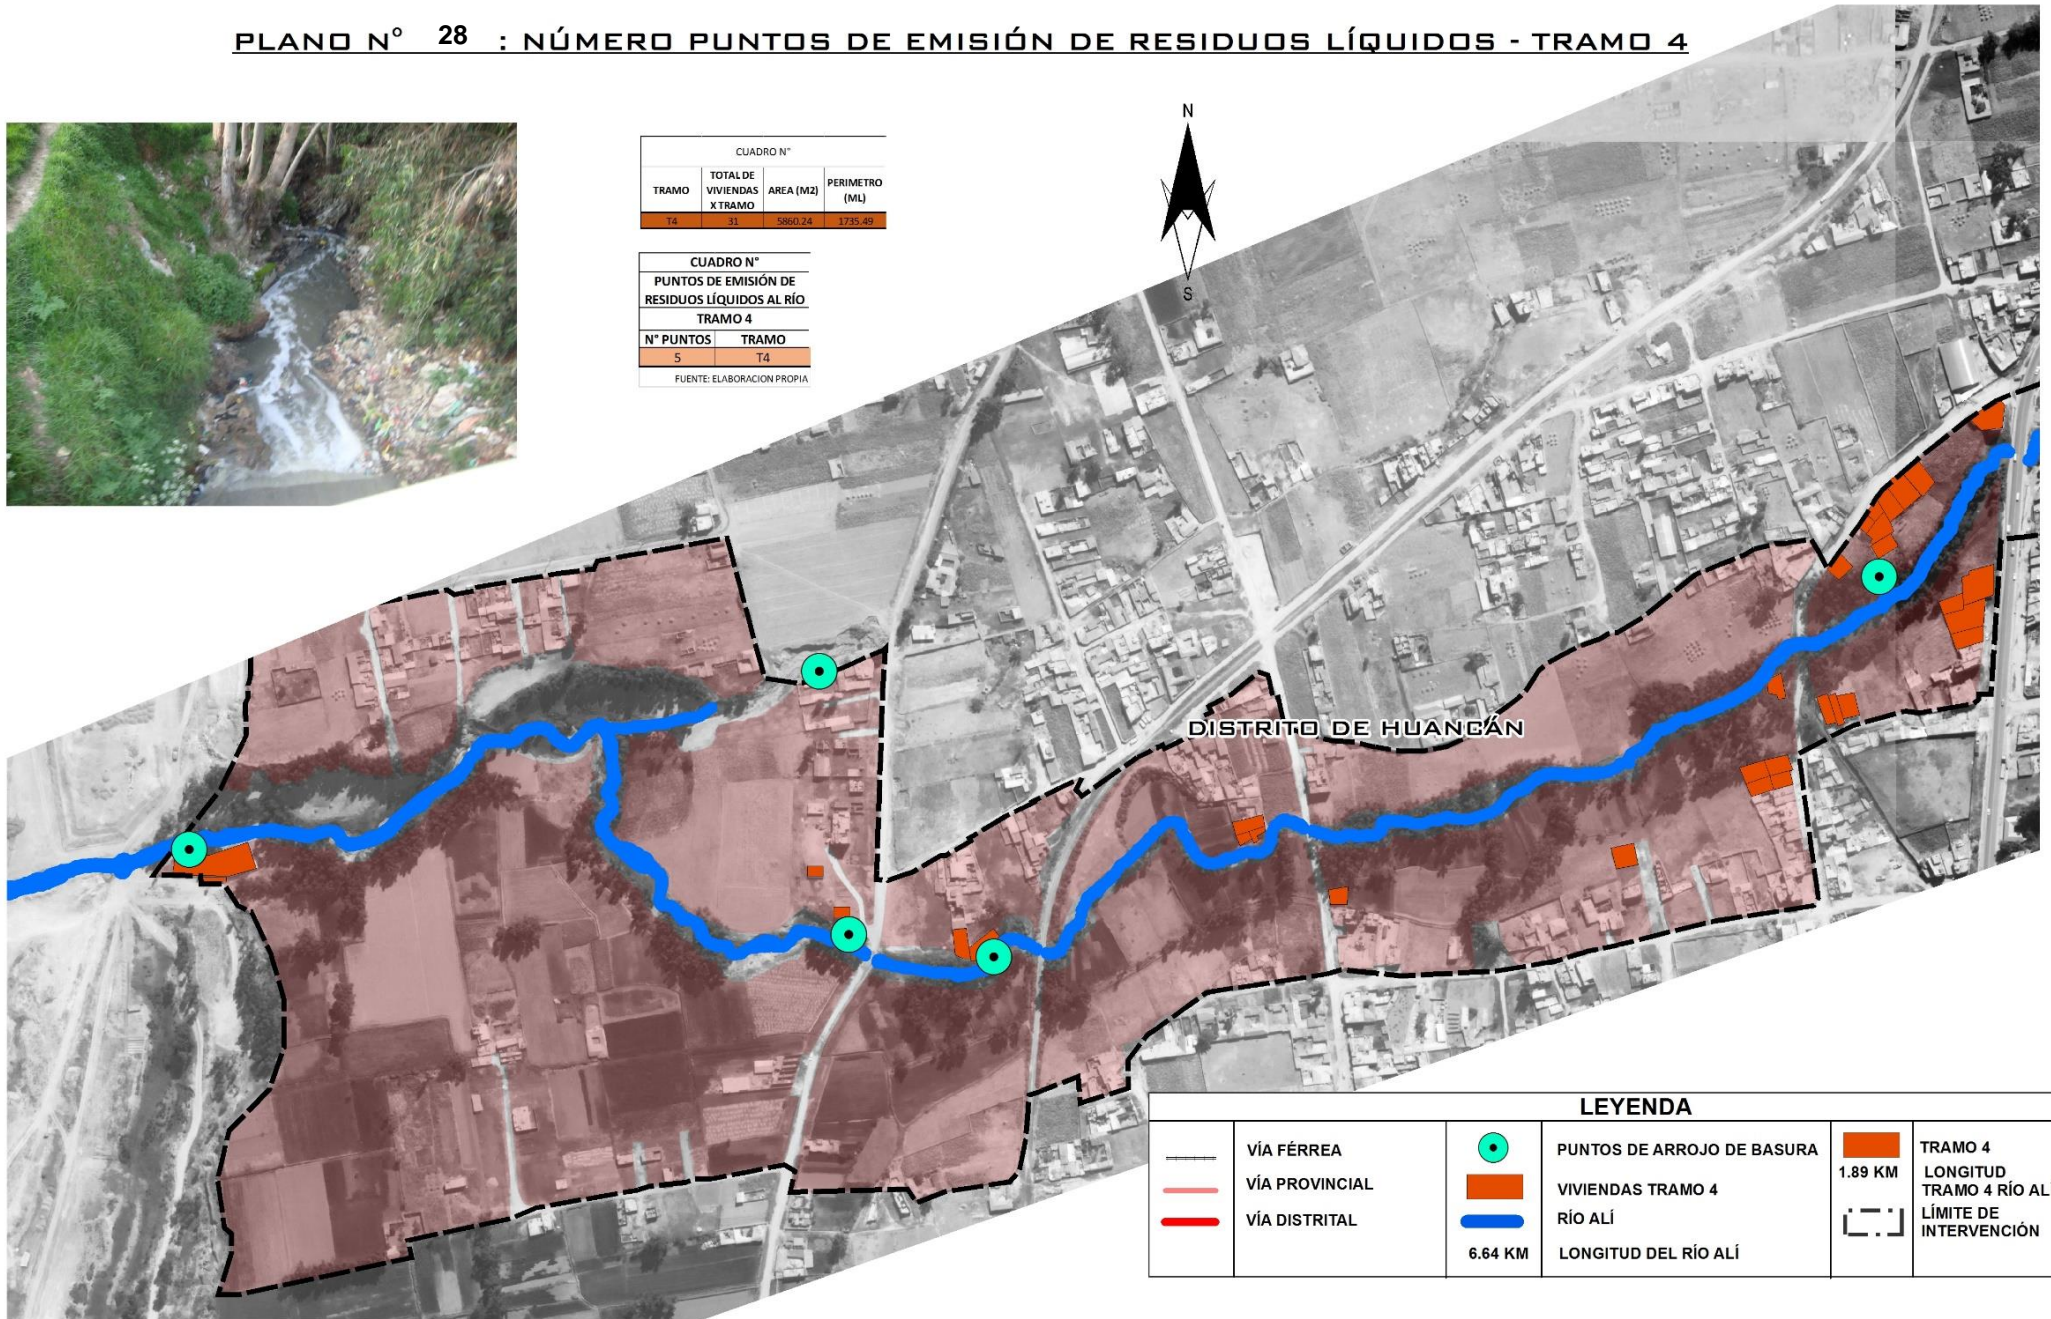 PLANO N° 28 : NÚMERO PUNTOS DE EMISIÓN DE RESIDUOS LÍQUIDOS - TRAMO 4
CUADRO N°
TRAMO TOTAL DE VIVIENDAS X TRAMO AREA (M2) PERIMETRO (ML)
T4 31 5860.24 1735.49
CUADRO N°
PUNTOS DE EMISIÓN DE
RESIDUOS LÍQUIDOS AL RÍO
TRAMO 4
N° PUNTOS TRAMO
5 T4
FUENTE: ELABORACION PROPIA
N
S
DISTRITO DE HUANCÁN
LEYENDA
VÍA FÉRREA
VÍA PROVINCIAL
VÍA DISTRITAL
PUNTOS DE ARROJO DE BASURA
VIVIENDAS TRAMO 4
RÍO ALÍ
6.64 KM LONGITUD DEL RÍO ALÍ
TRAMO 4
1.89 KM LONGITUD
TRAMO 4 RÍO ALÍ
LÍMITE DE
INTERVENCIÓN